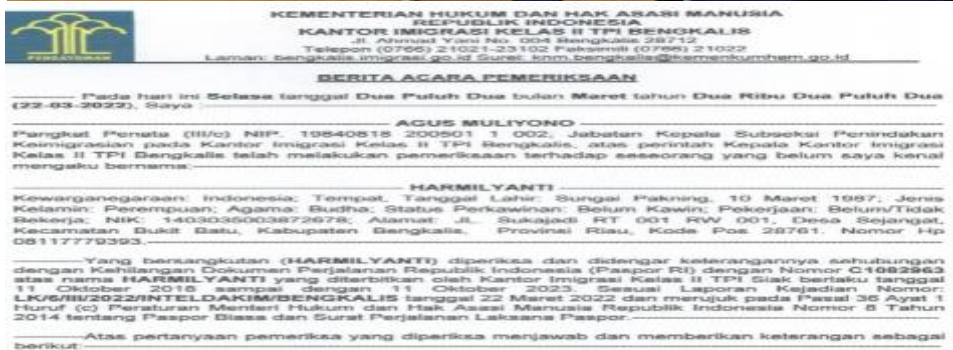 KEMENTERIAN HUKUM DAN HAK ASASI MANUSIA
REPUBLIK INDONESIA
KANTOR IMIGRASI KELAS II TPI BENGKALIS
Jl. Ahmad Yani No. 004 Bengkalis 28712
Telepon (0766) 21021-23102 Faksimili (0766) 21022
Laman: bengkalis.imigrasi.go.id Surel: knm.bengkalis@kemenkumham.go.id
PENGAYOMAN
BERITA ACARA PEMERIKSAAN
Pada hari ini Selasa tanggal Dua Puluh Dua bulan Maret tahun Dua Ribu Dua Puluh Dua
(22-03-2022), Saya :
AGUS MULIYONO
Pangkat Penata (III/c) NIP. 19840818 200501 1 002, Jabatan Kepala Subseksi Penindakan
Keimigrasian pada Kantor Imigrasi Kelas II TPI Bengkalis, atas perintah Kepala Kantor Imigrasi
Kelas II TPI Bengkalis telah melakukan pemeriksaan terhadap seseorang yang belum saya kenal
mengaku bernama:
HARMILYANTI
Kewarganegaraan: Indonesia; Tempat, Tanggal Lahir: Sungai Pakning, 10 Maret 1987; Jenis
Kelamin: Perempuan; Agama: Budha; Status Perkawinan: Belum Kawin; Pekerjaan: Belum/Tidak
Bekerja; NIK: 1403035003872678; Alamat: JL. Sukajadi RT 001 RW 001, Desa Sejangat,
Kecamatan Bukit Batu, Kabupaten Bengkalis, Provinsi Riau, Kode Pos 28761. Nomor Hp
08117779393.
Yang bersangkutan (HARMILYANTI) diperiksa dan didengar keterangannya sehubungan
dengan Kehilangan Dokumen Perjalanan Republik Indonesia (Paspor RI) dengan Nomor C1082963
atas nama HARMILYANTI yang diterbitkan oleh Kantor Imigrasi Kelas II TPI Siak berlaku tanggal
11 Oktober 2018 sampai dengan 11 Oktober 2023. Sesuai Laporan Kejadian Nomor:
LK/6/III/2022/INTELDAKIM/BENGKALIS tanggal 22 Maret 2022 dan merujuk pada Pasal 36 Ayat 1
Huruf (c) Peraturan Menteri Hukum dan Hak Asasi Manusia Republik Indonesia Nomor 8 Tahun
2014 tentang Paspor Biasa dan Surat Perjalanan Laksana Paspor.
Atas pertanyaan pemeriksa yang diperiksa menjawab dan memberikan keterangan sebagai
berikut: